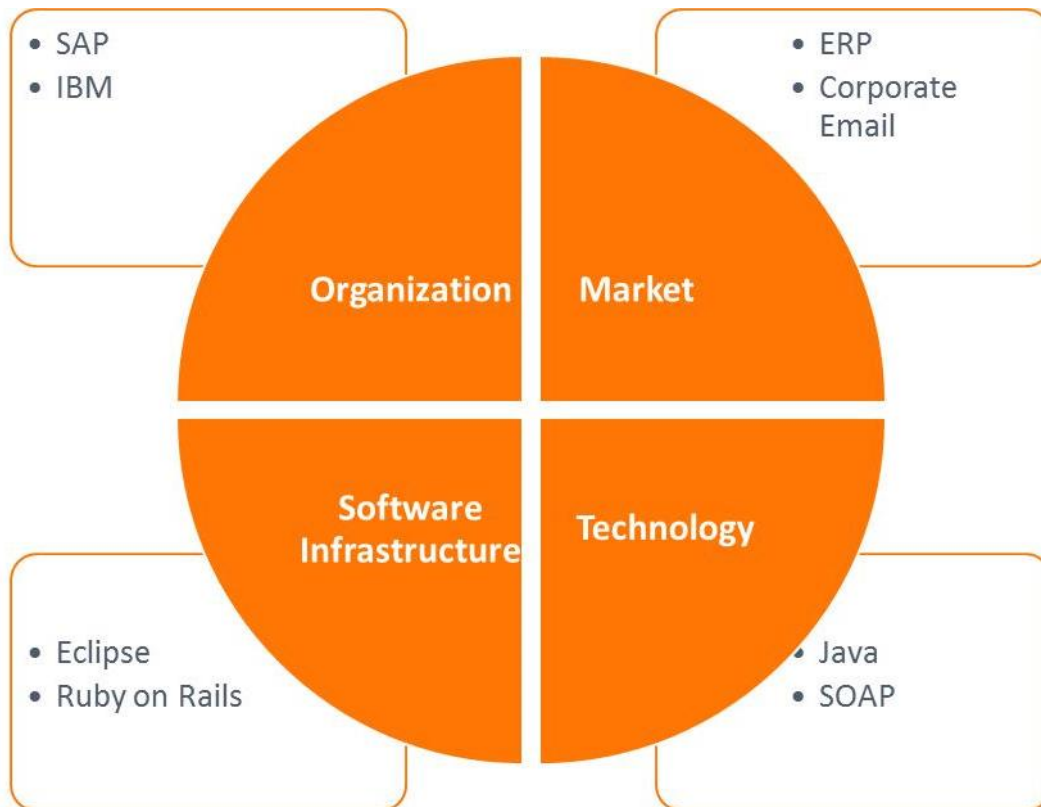 • SAP
• IBM
• ERP
• Corporate
Email
Organization
Market
Software
Infrastructure
Technology
• Eclipse
• Ruby on Rails
• Java
• SOAP